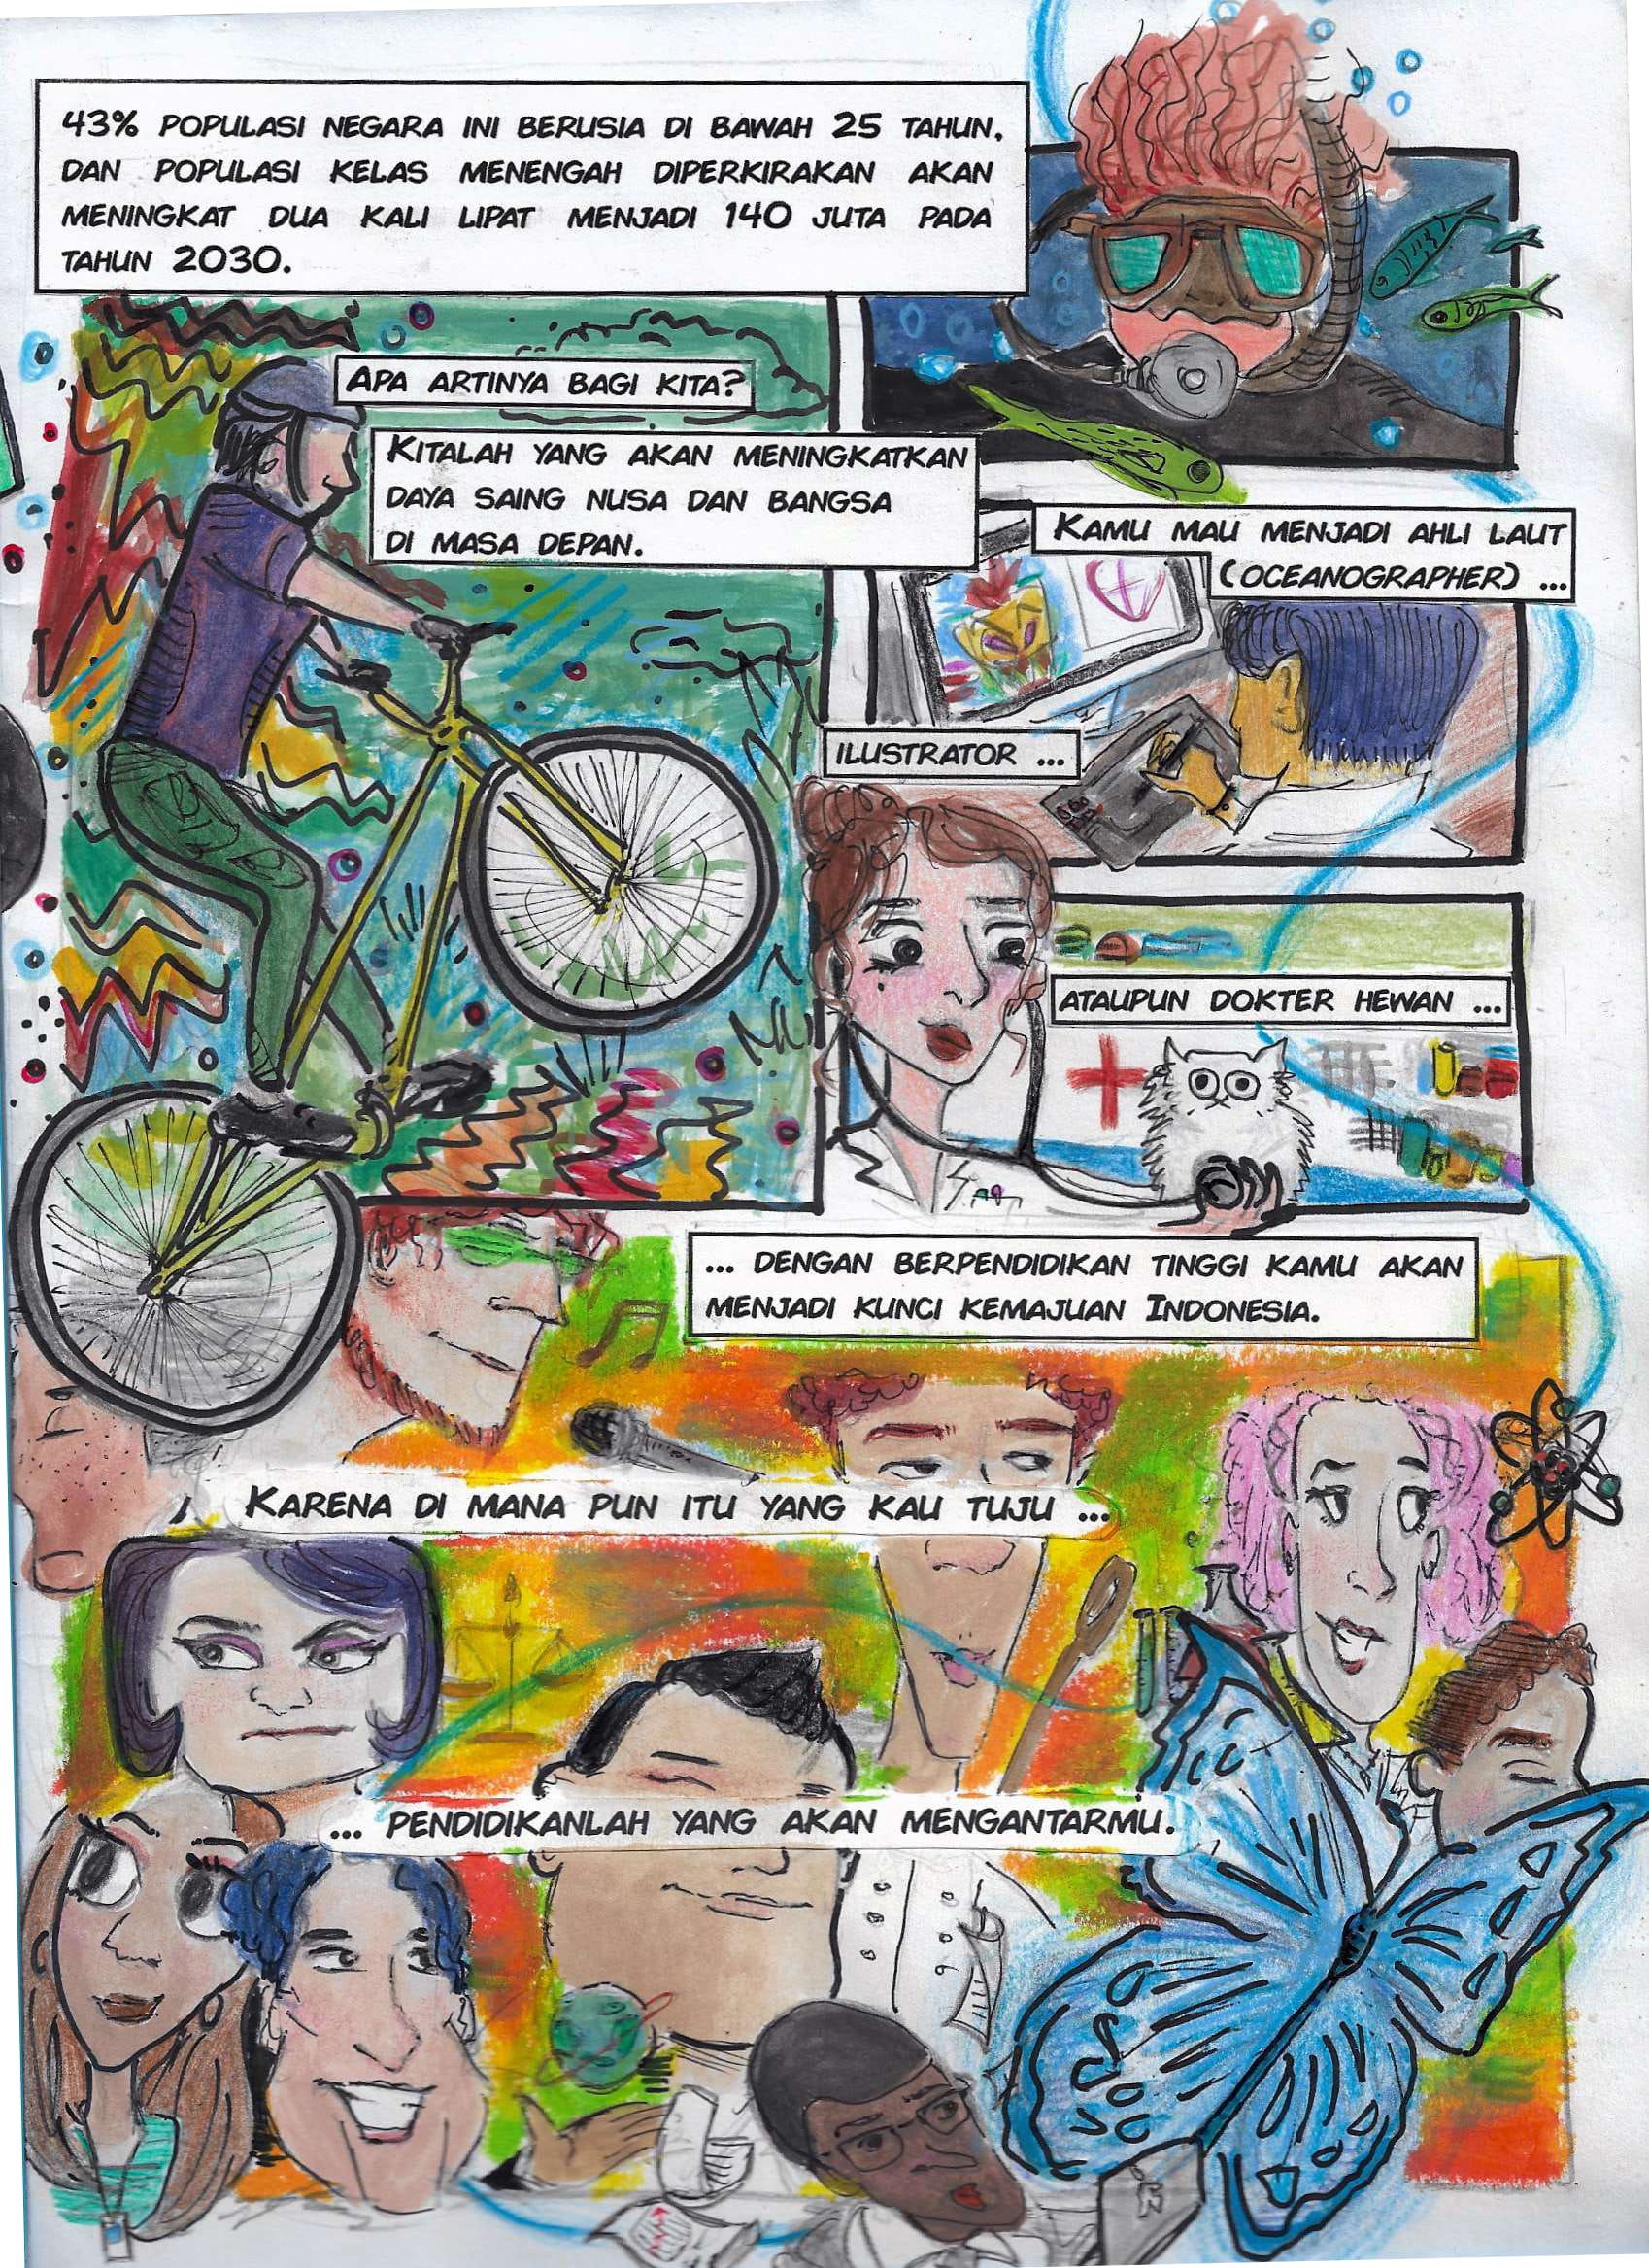 43% POPULASI NEGARA INI BERUSIA DI BAWAH 25 TAHUN,
DAN POPULASI KELAS MENENGAH DIPERKIRAKAN AKAN
MENINGKAT DUA KALI LIPAT MENJADI 140 JUTA PADA
TAHUN 2030.
APA ARTINYA BAGI KITA?
KITALAH YANG AKAN MENINGKATKAN
DAYA SAING NUSA DAN BANGSA
DI MASA DEPAN.
KAMU MAU MENJADI AHLI LAUT
(OCEANOGRAPHER) ...
ILUSTRATOR ...
ATAUPUN DOKTER HEWAN ...
... DENGAN BERPENDIDIKAN TINGGI KAMU AKAN
MENJADI KUNCI KEMAJUAN INDONESIA.
KARENA DI MANA PUN ITU YANG KAU TUJU ...
... PENDIDIKANLAH YANG AKAN MENGANTARMU.